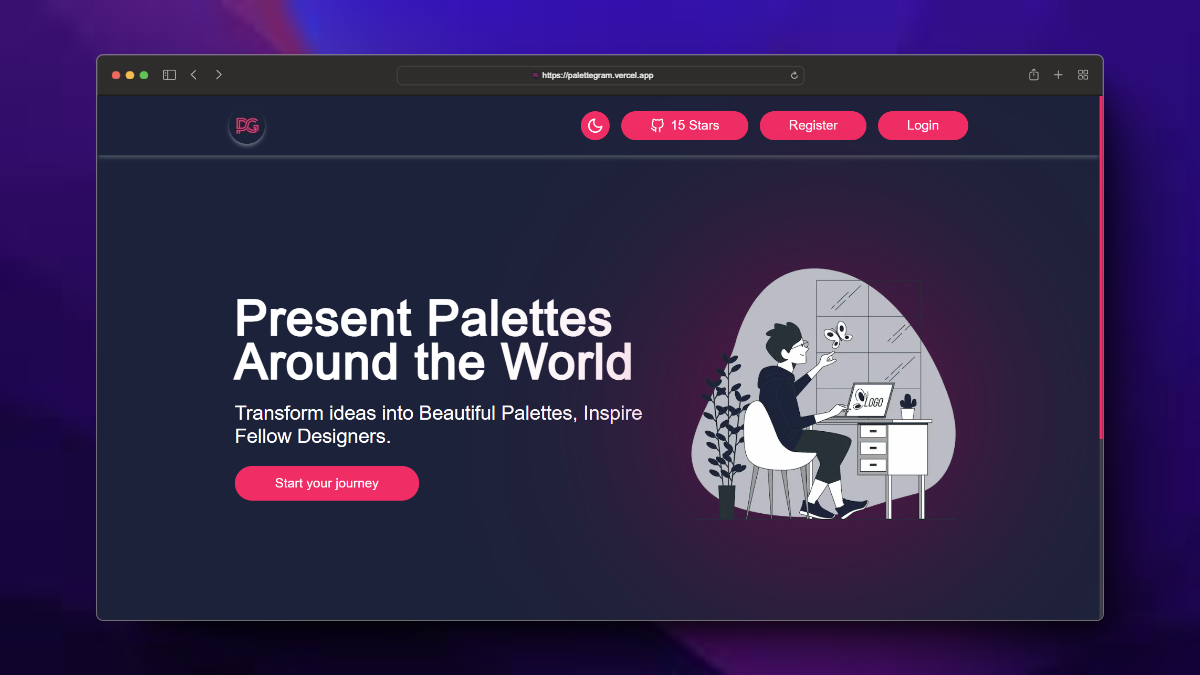 https://palettegram.vercel.app
PG
15 Stars
Register
Login
Present Palettes
Around the World
Transform ideas into Beautiful Palettes, Inspire
Fellow Designers.
Start your journey
LOGO